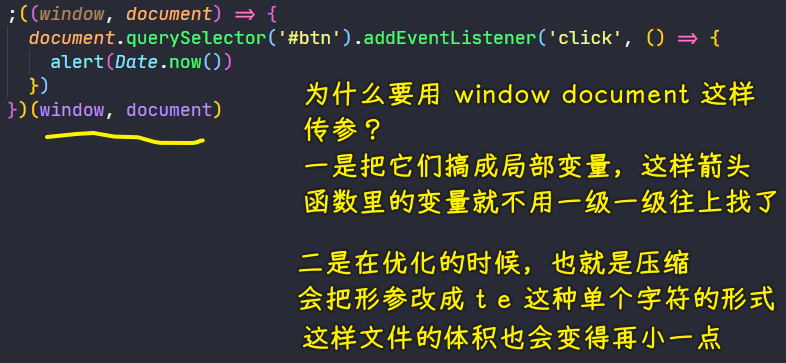 ;((window, document) => {
document.querySelector('#btn').addEventListener('click', () => {
alert(Date.now())
})
})(window, document)
为什么要用 window document 这样
传参？
一是把它们搞成局部变量，这样箭头
函数里的变量就不用一级一级往上找了
二是在优化的时候，也就是压缩
会把形参改成 t e 这种单个字符的形式
这样文件的体积也会变得再小一点